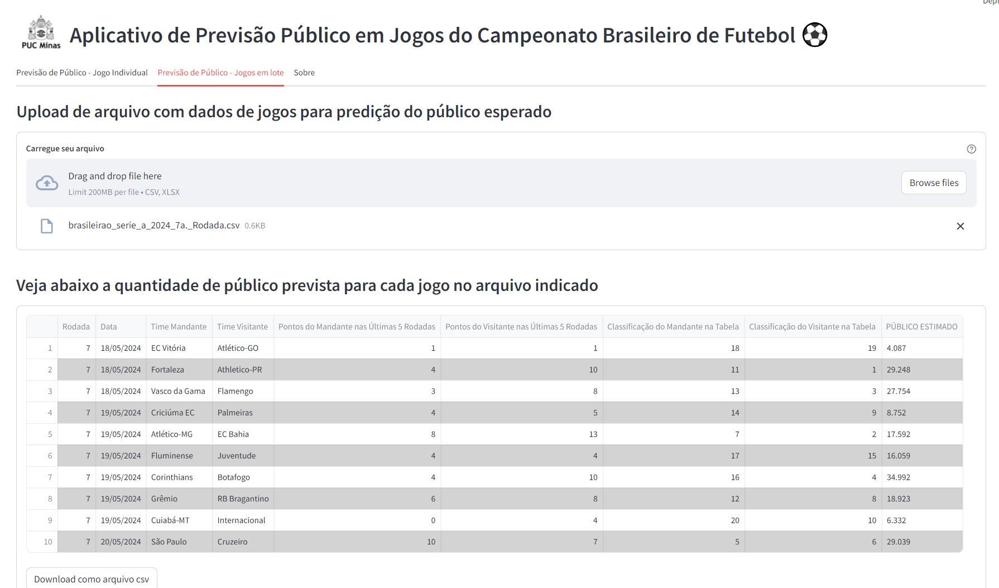 PUC Minas
Aplicativo de Previsão Público em Jogos do Campeonato Brasileiro de Futebol
Previsão de Público - Jogo Individual Previsão de Público - Jogos em lote Sobre
Upload de arquivo com dados de jogos para predição do público esperado
Carregue seu arquivo
Drag and drop file here
Limit 200MB per file • CSV, XLSX
Browse files
brasileirao_serie_a_2024_7a._Rodada.csv 0.6KB
Veja abaixo a quantidade de público prevista para cada jogo no arquivo indicado
Rodada Data Time Mandante Time Visitante Pontos do Mandante nas Últimas 5 Rodadas Pontos do Visitante nas Últimas 5 Rodadas Classificação do Mandante na Tabela Classificação do Visitante na Tabela PÚBLICO ESTIMADO
1 7 18/05/2024 EC Vitória Atlético-GO 1 1 18 19 4.087
2 7 18/05/2024 Fortaleza Athletico-PR 4 10 11 1 29.248
3 7 18/05/2024 Vasco da Gama Flamengo 3 8 13 3 27.754
4 7 19/05/2024 Criciúma EC Palmeiras 4 5 14 9 8.752
5 7 19/05/2024 Atlético-MG EC Bahia 8 13 7 2 17.592
6 7 19/05/2024 Fluminense Juventude 4 4 17 15 16.059
7 7 19/05/2024 Corinthians Botafogo 4 10 16 4 34.992
8 7 19/05/2024 Grêmio RB Bragantino 6 8 12 8 18.923
9 7 19/05/2024 Cuiabá-MT Internacional 0 4 20 10 6.332
10 7 20/05/2024 São Paulo Cruzeiro 10 7 5 6 29.039
Download como arquivo csv